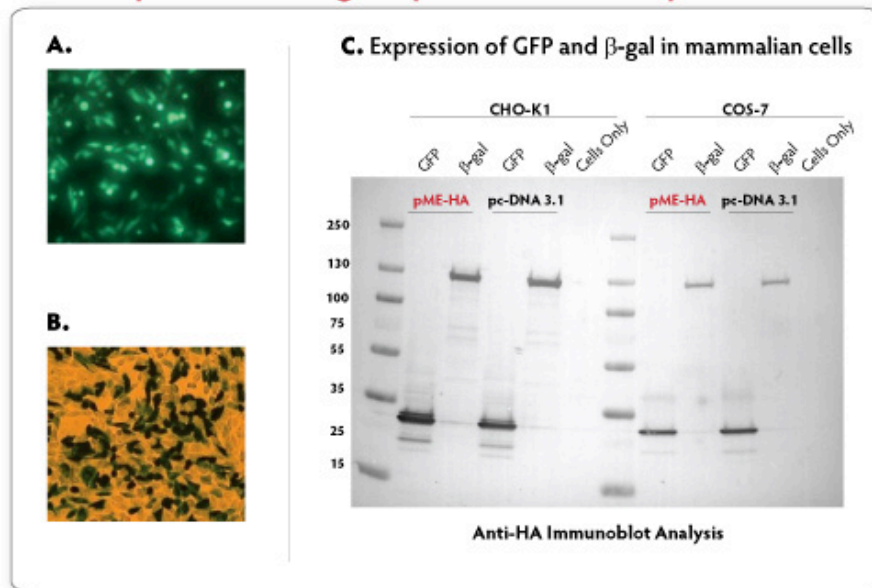 A.
B.
C. Expression of GFP and β-gal in mammalian cells
CHO-K1 COS-7
GFP β-gal GFP β-gal Cells Only GFP β-gal GFP β-gal Cells Only
pME-HA pc-DNA 3.1 pME-HA pc-DNA 3.1
250
130
100
75
55
35
25
15
Anti-HA Immunoblot Analysis